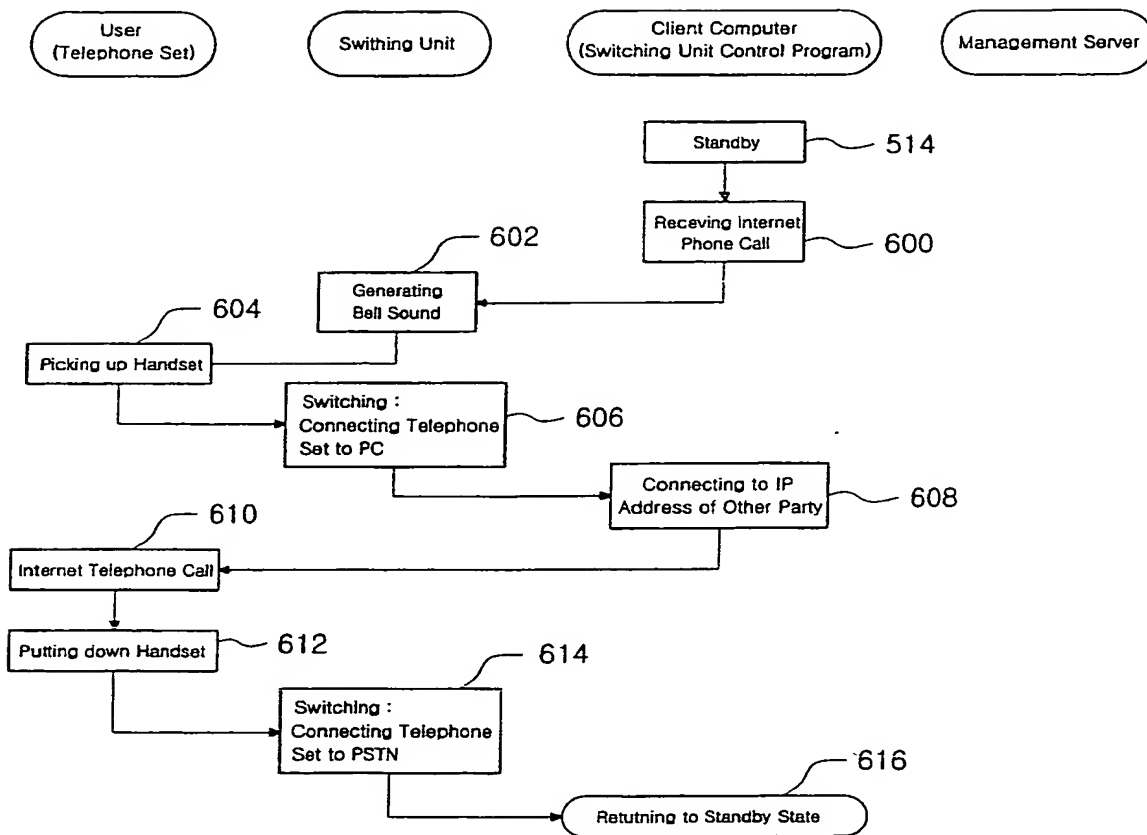 User
(Telephone Set)
Swithing Unit
Client Computer
(Switching Unit Control Program)
Management Server
Standby
514
Receving Internet
Phone Call
600
602
Generating
Bell Sound
604
Picking up Handset
Switching :
Connecting Telephone
Set to PC
606
Connecting to IP
Address of Other Party
608
610
Internet Telephone Call
Putting down Handset
612
614
Switching :
Connecting Telephone
Set to PSTN
616
Retutning to Standby State